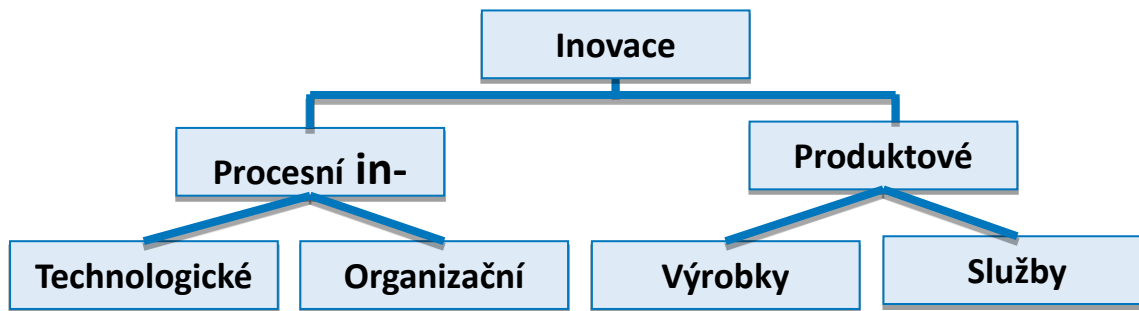 Inovace
Procesní in-
Produktové
Technologické
Organizační
Výrobky
Služby